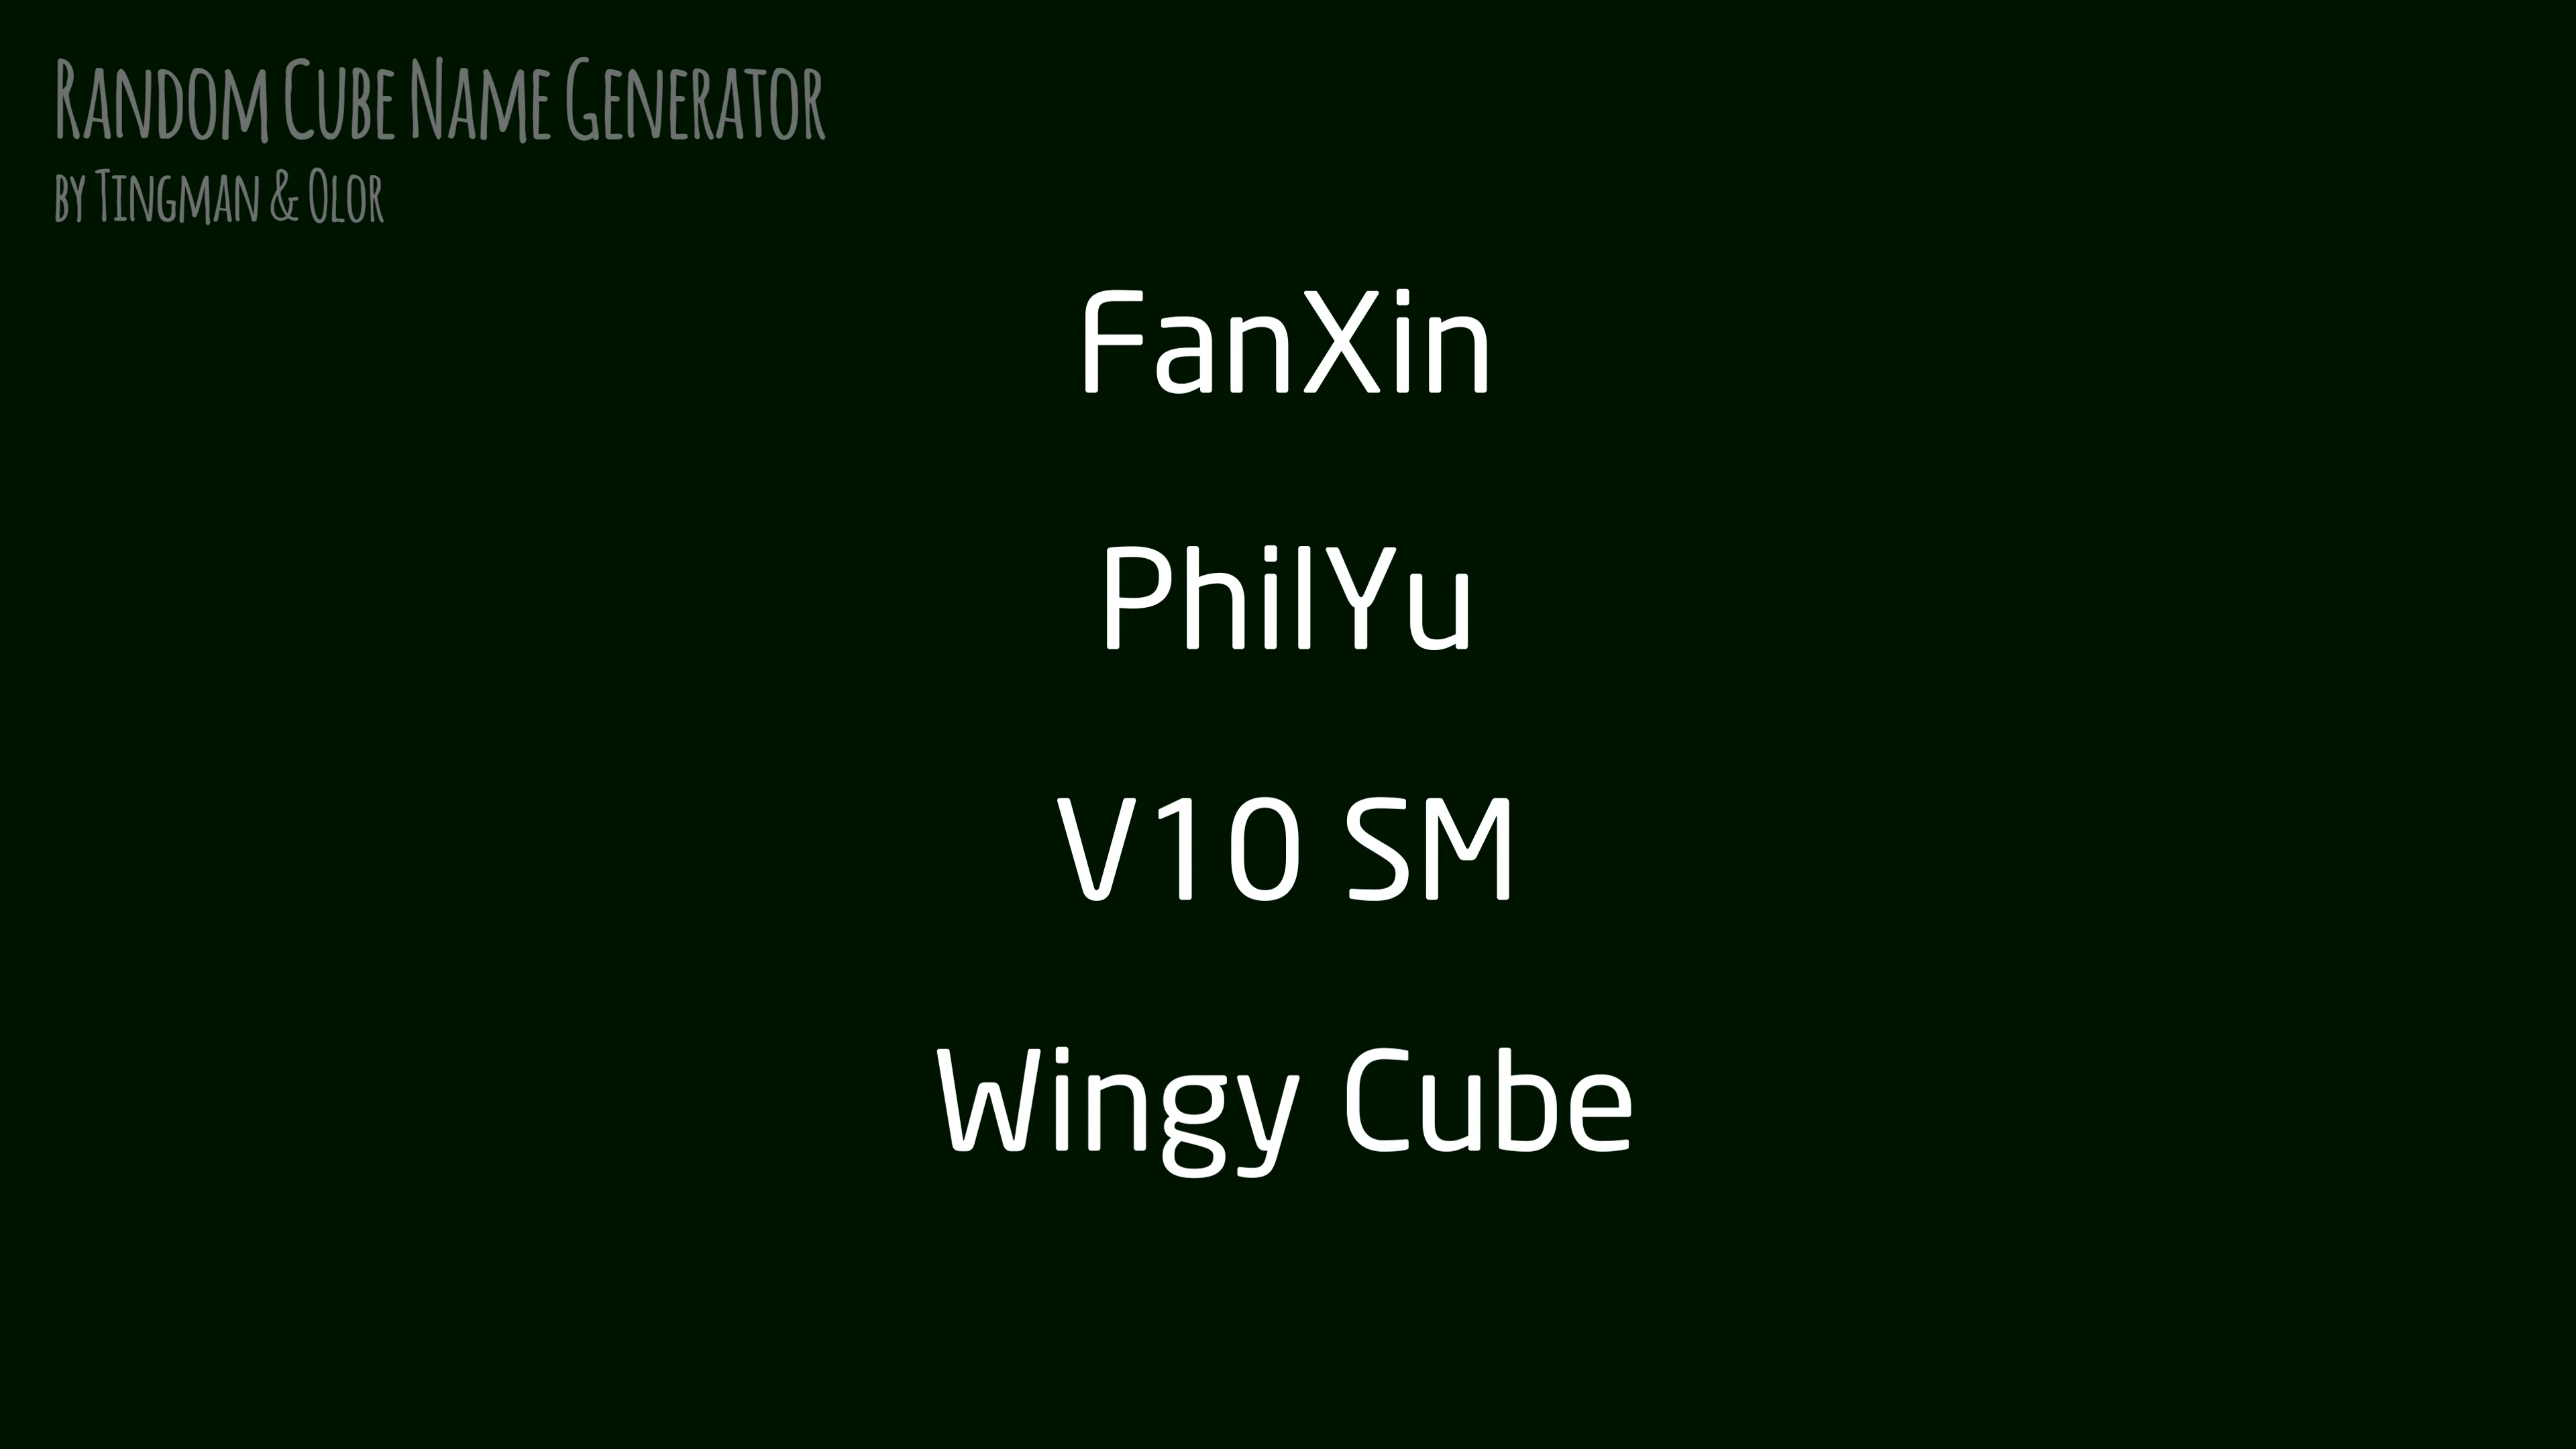 Random Cube Name Generator
by Tingman & Olor
FanXin
PhilYu
V10 SM
Wingy Cube